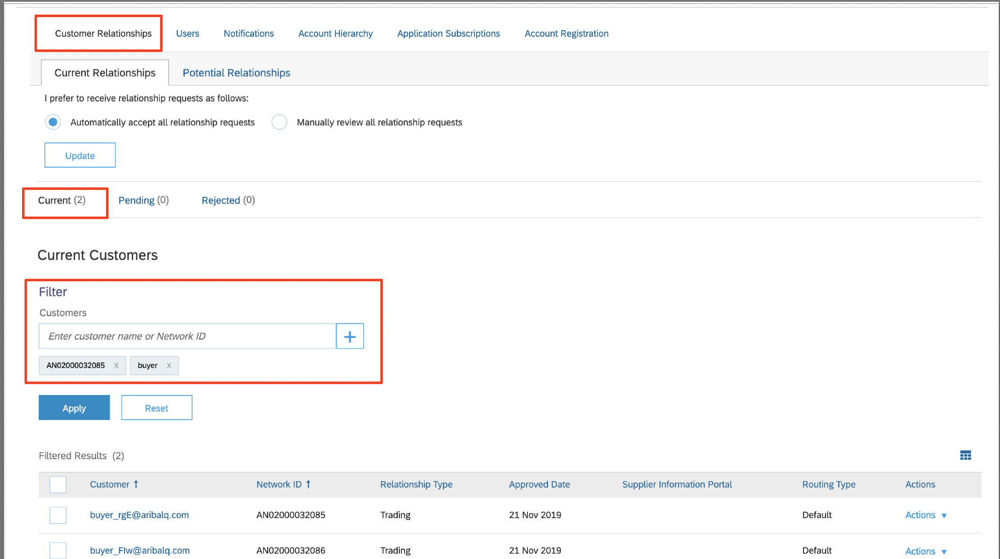 Customer Relationships Users Notifications Account Hierarchy Application Subscriptions Account Registration
Current Relationships Potential Relationships
I prefer to receive relationship requests as follows:
Automatically accept all relationship requests Manually review all relationship requests
Update
Current (2) Pending (0) Rejected (0)
Current Customers
Filter
Customers
Enter customer name or Network ID +
AN02000032085 x buyer x
Apply Reset
Filtered Results (2)
Customer ↑ Network ID ↑ Relationship Type Approved Date Supplier Information Portal Routing Type Actions
buyer_rgE@aribalq.com AN02000032085 Trading 21 Nov 2019 Default Actions ▼
buyer_FIw@aribalq.com AN02000032086 Trading 21 Nov 2019 Default Actions ▼